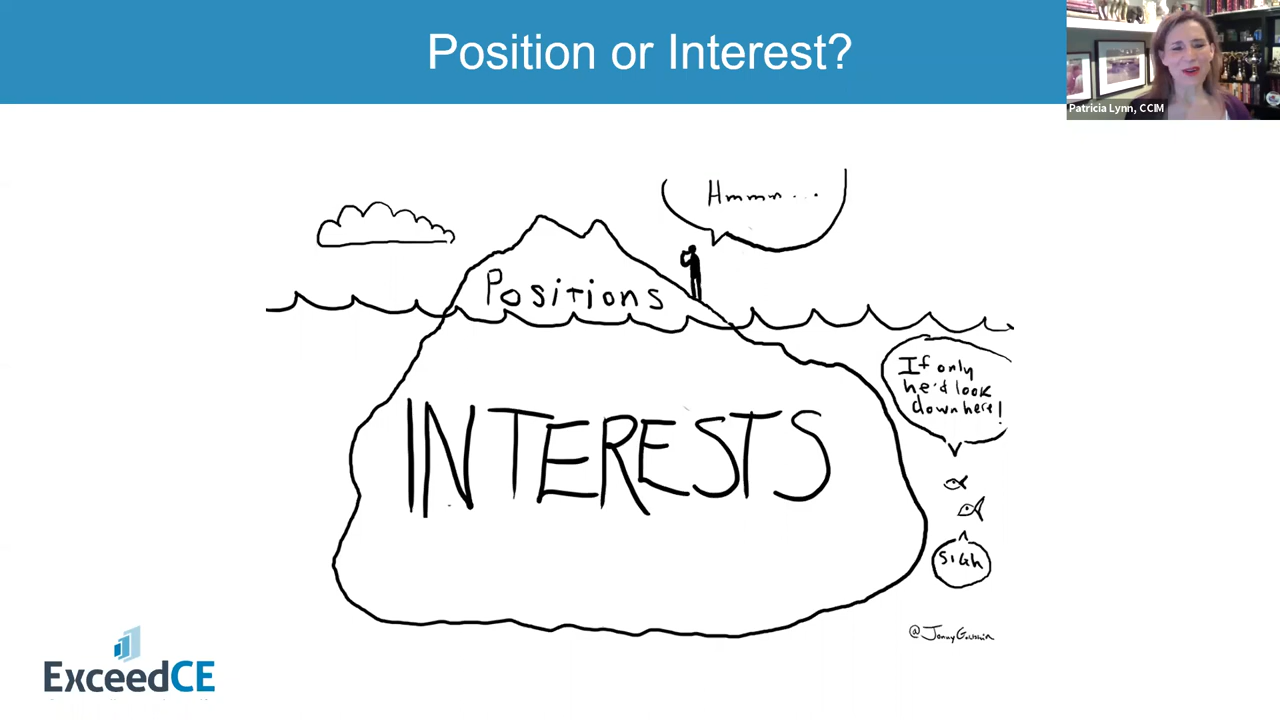 Position or Interest?
Patricia Lynn, CCIM
Hmmm...
Positions
If only
he'd look
down here!
INTERESTS
SIGH
ExceedCE